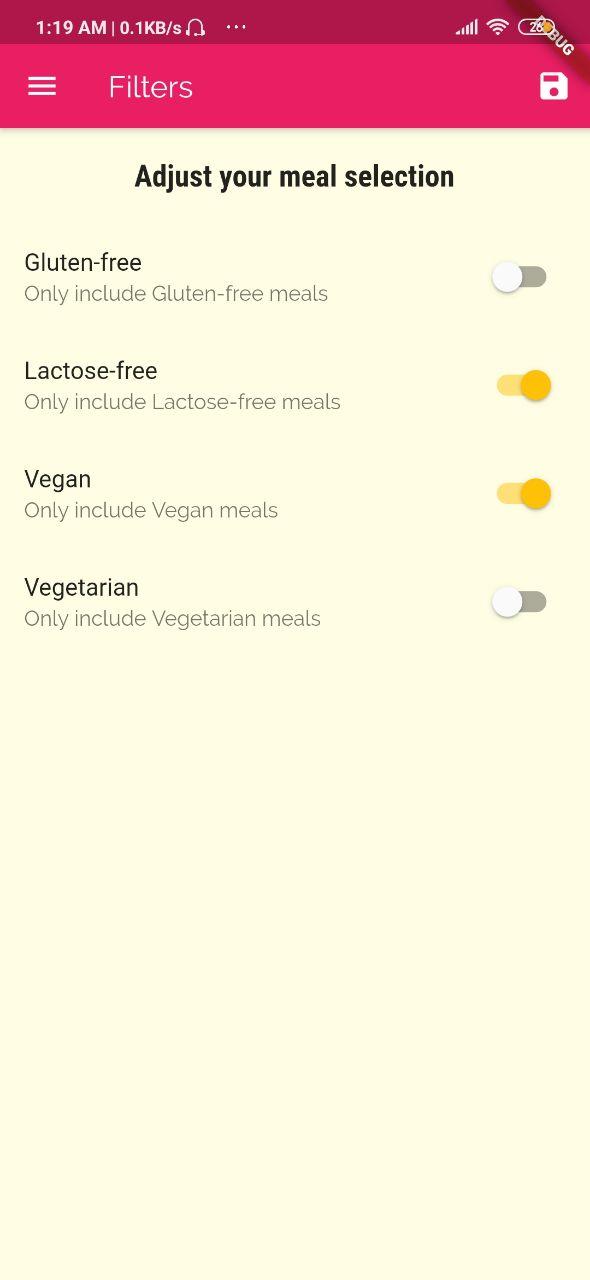 1:19 AM | 0.1KB/s ...
DEBUG
Filters
Adjust your meal selection
Gluten-free
Only include Gluten-free meals
Lactose-free
Only include Lactose-free meals
Vegan
Only include Vegan meals
Vegetarian
Only include Vegetarian meals